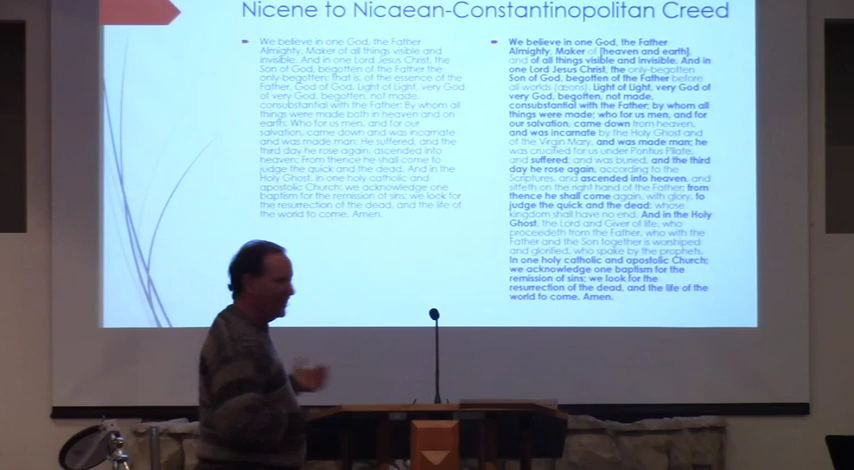 Nicene to Nicaean-Constantinopolitan Creed
We believe in one God, the Father
Almighty, Maker of all things visible and
invisible. And in one Lord Jesus Christ, the
Son of God, begotten of the Father the
only-begotten; that is, of the essence of the
Father, God of God, Light of Light, very God
of very God, begotten, not made,
consubstantial with the Father; By whom all
things were made both in heaven and on
earth; Who for us men, and for our
salvation, came down and was incarnate
and was made man; He suffered, and the
third day he rose again, ascended into
heaven; From thence he shall come to
judge the quick and the dead. And in the
Holy Ghost. In one holy catholic and
apostolic Church; we acknowledge one
baptism for the remission of sins; we look for
the resurrection of the dead, and the life of
the world to come. Amen.
We believe in one God, the Father
Almighty, Maker of [heaven and earth],
and of all things visible and invisible. And in
one Lord Jesus Christ, the only-begotten
Son of God, begotten of the Father before
all worlds (æons), Light of Light, very God of
very God, begotten, not made,
consubstantial with the Father; by whom all
things were made; who for us men, and for
our salvation, came down from heaven,
and was incarnate by the Holy Ghost and
of the Virgin Mary, and was made man; he
was crucified for us under Pontius Pilate,
and suffered, and was buried, and the third
day he rose again, according to the
Scriptures, and ascended into heaven, and
sitteth on the right hand of the Father; from
thence he shall come again, with glory, to
judge the quick and the dead; whose
kingdom shall have no end. And in the Holy
Ghost, the Lord and Giver of life, who
proceedeth from the Father, who with the
Father and the Son together is worshiped
and glorified, who spake by the prophets.
In one holy catholic and apostolic Church;
we acknowledge one baptism for the
remission of sins; we look for the
resurrection of the dead, and the life of the
world to come. Amen.